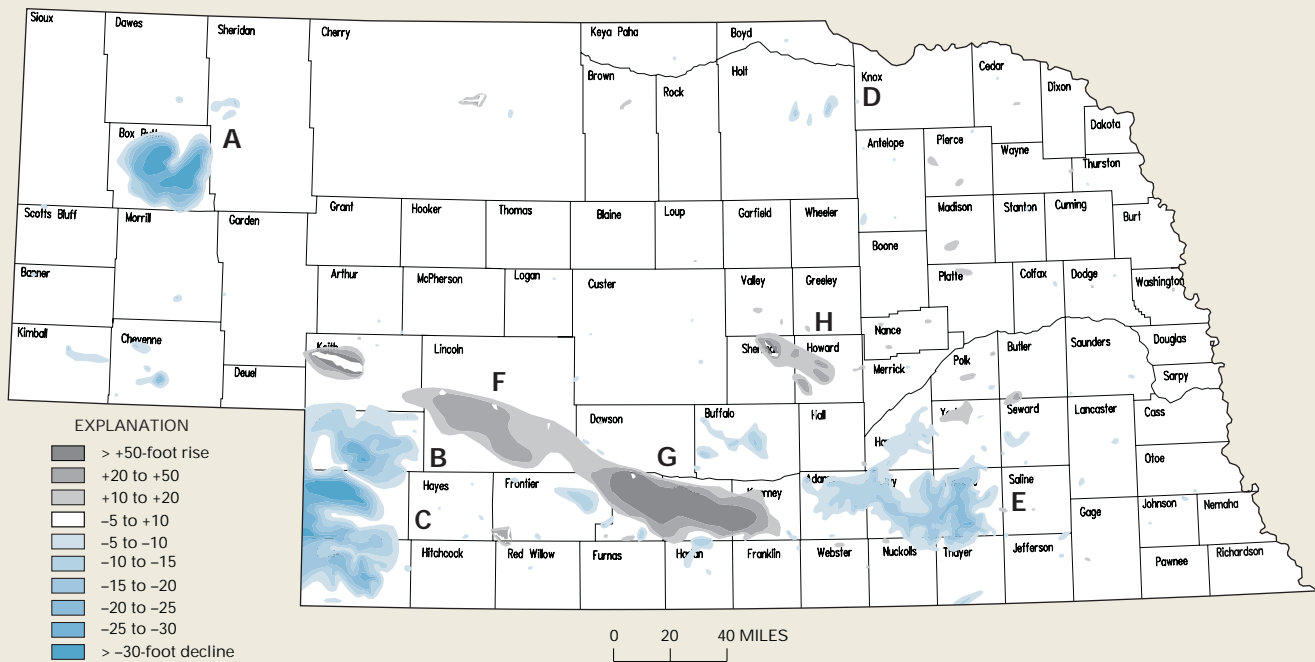 Sioux
Dawes
Sheridan
Cherry
Keya Paha
Boyd
Brown
Rock
Holt
Knox
D
Cedar
Dixon
Dakota
Box
A
Antelope
Pierce
Wayne
Thurston
Scotts Bluff
Morrill
Garden
Grant
Hooker
Thomas
Blaine
Loup
Garfield
Wheeler
Madison
Stanton
Cuming
Burt
Boone
Banner
Arthur
McPherson
Logan
Custer
Valley
Greeley
Platte
Colfax
Dodge
Washington
Kimball
Cheyenne
Keith
Lincoln
H
Howard
Nance
Merrick
Polk
Butler
Saunders
Douglas
Sarpy
Deuel
F
Dawson
Buffalo
Hall
Seward
Lancaster
Cass
Otoe
B
G
Hayes
Frontier
C
Saline
E
Gage
Johnson
Nemaha
Hitchcock
Red Willow
Furnas
Franklin
Webster
Nuckolls
Thayer
Jefferson
Pawnee
Richardson
EXPLANATION
> +50-foot rise
+20 to +50
+10 to +20
–5 to +10
–5 to –10
–10 to –15
–15 to –20
–20 to –25
–25 to –30
> –30-foot decline
0 20 40 MILES